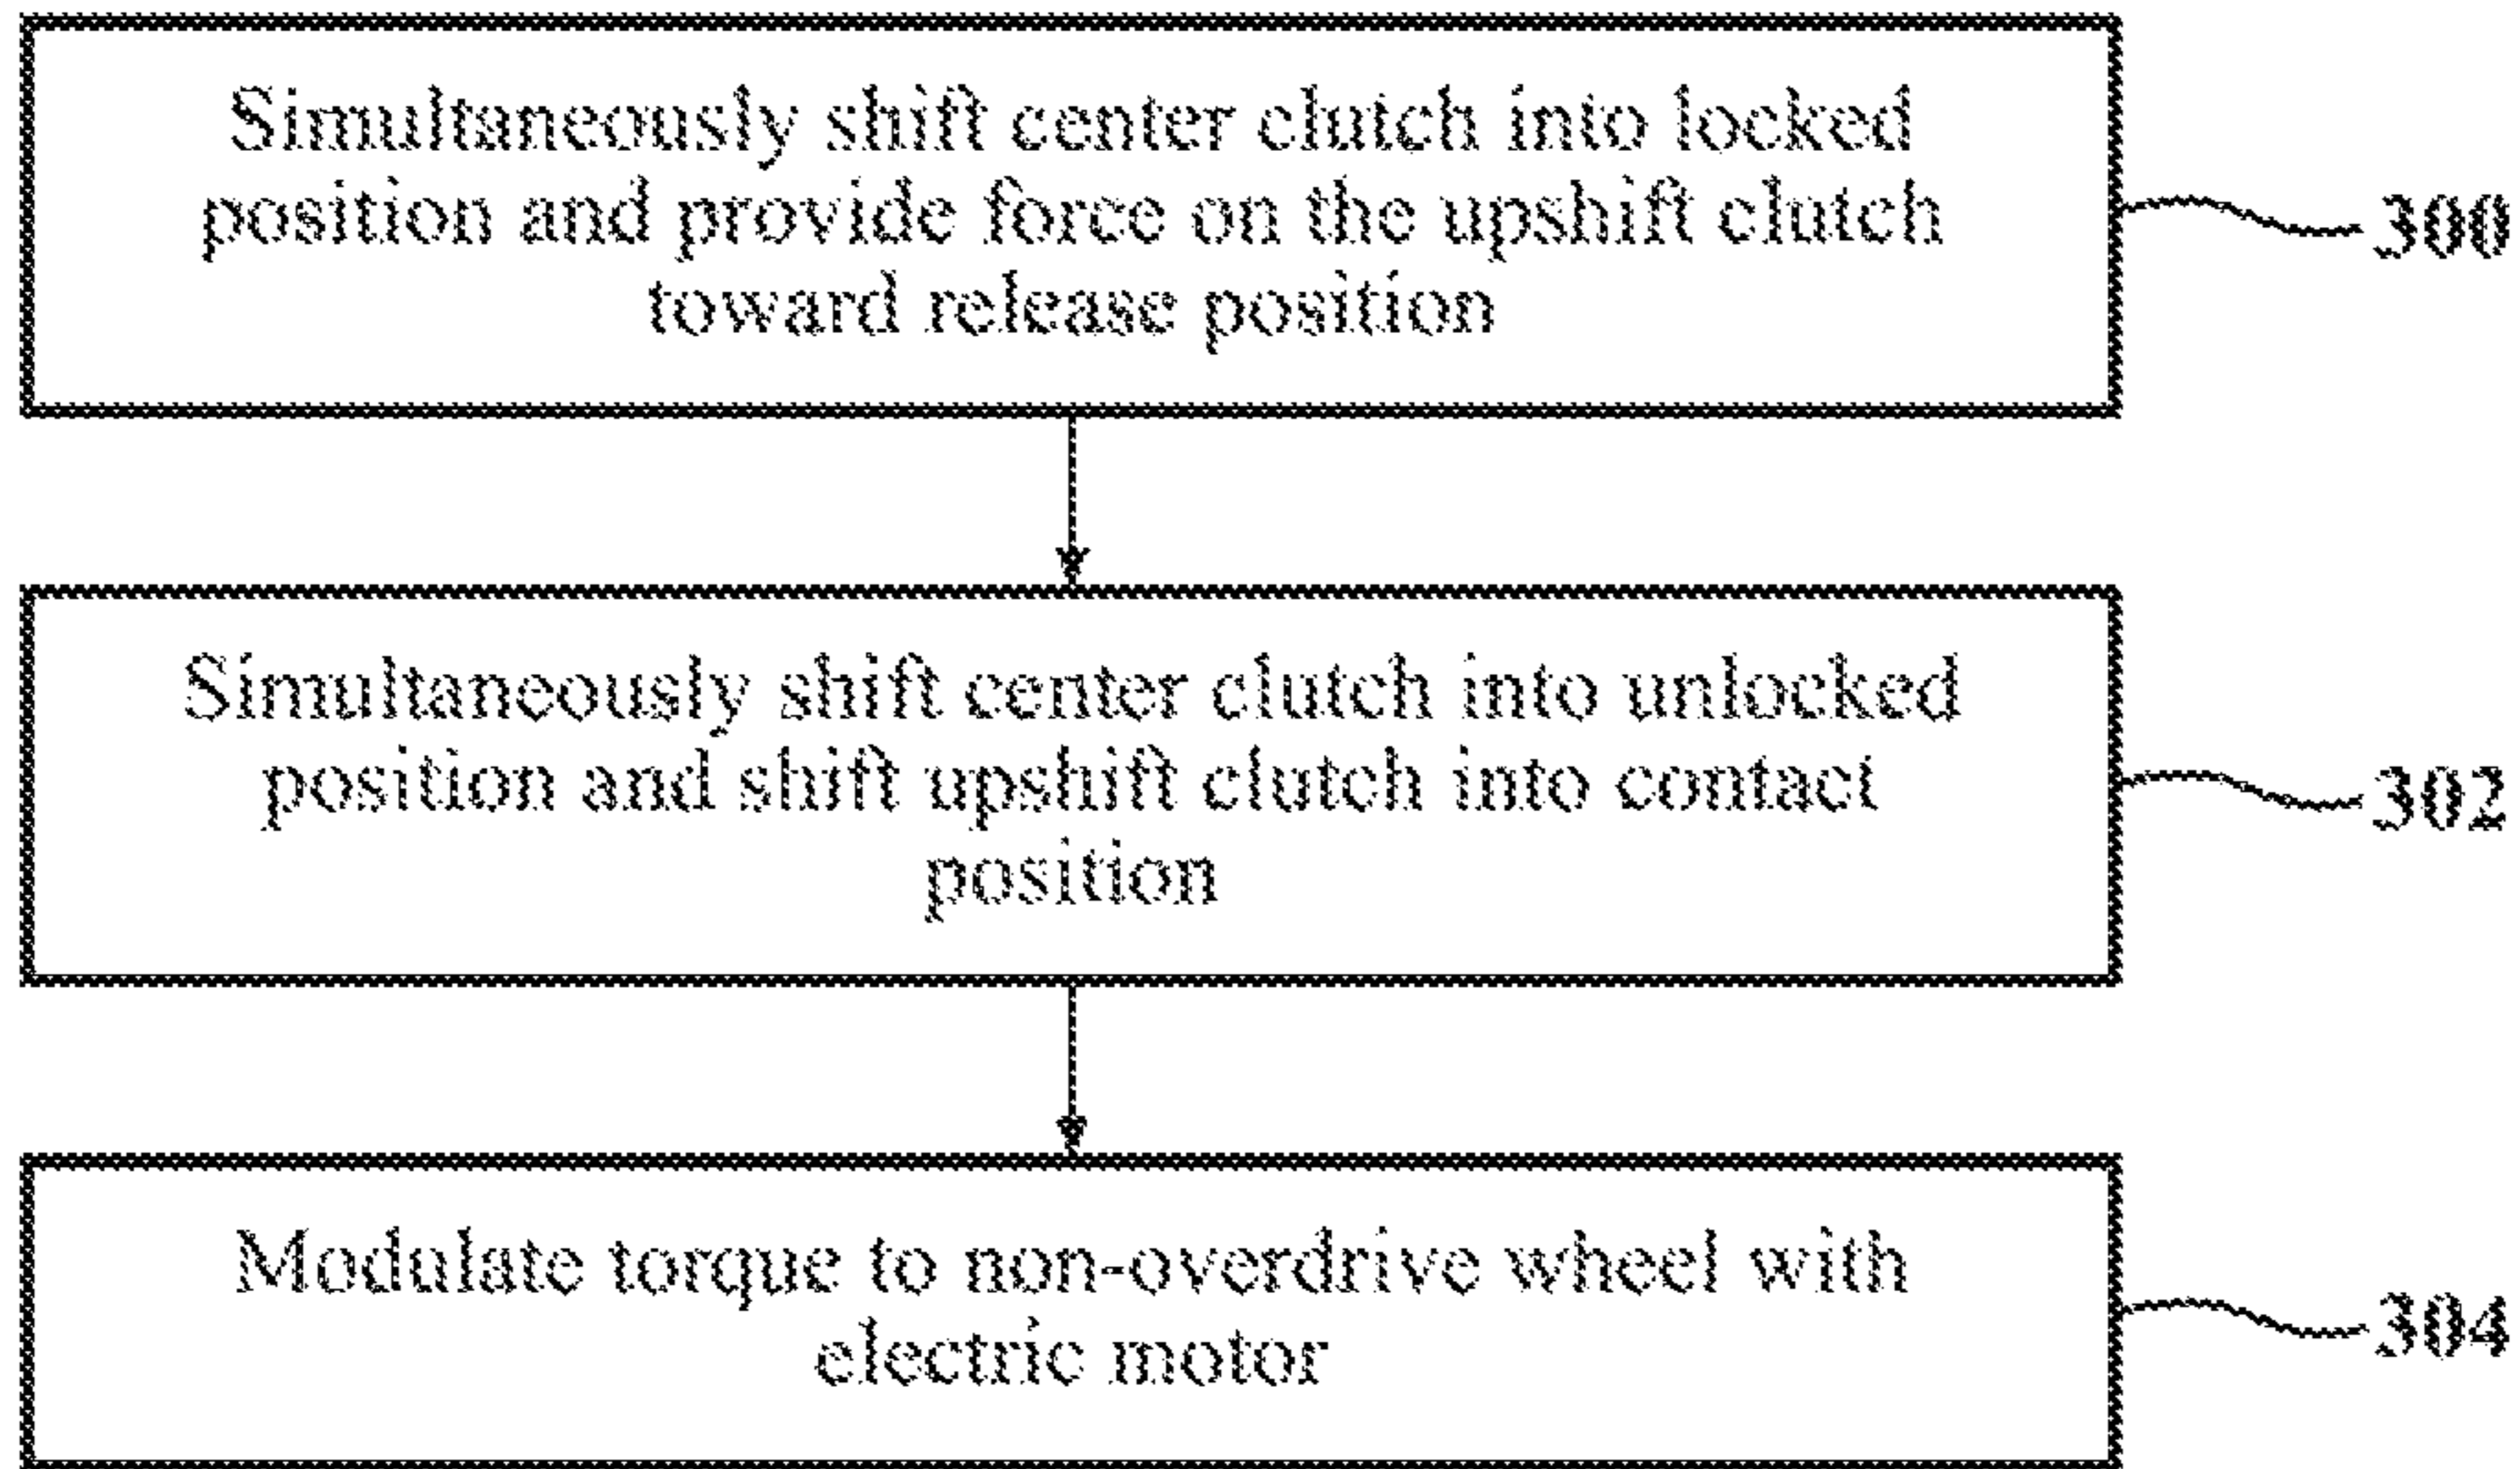 Simultaneously shift center clutch into locked
position and provide force on the upshift clutch
toward release position
300
Simultaneously shift center clutch into unlocked
position and shift upshift clutch into contact
position
302
Modulate torque to non-overdrive wheel with
electric motor
304